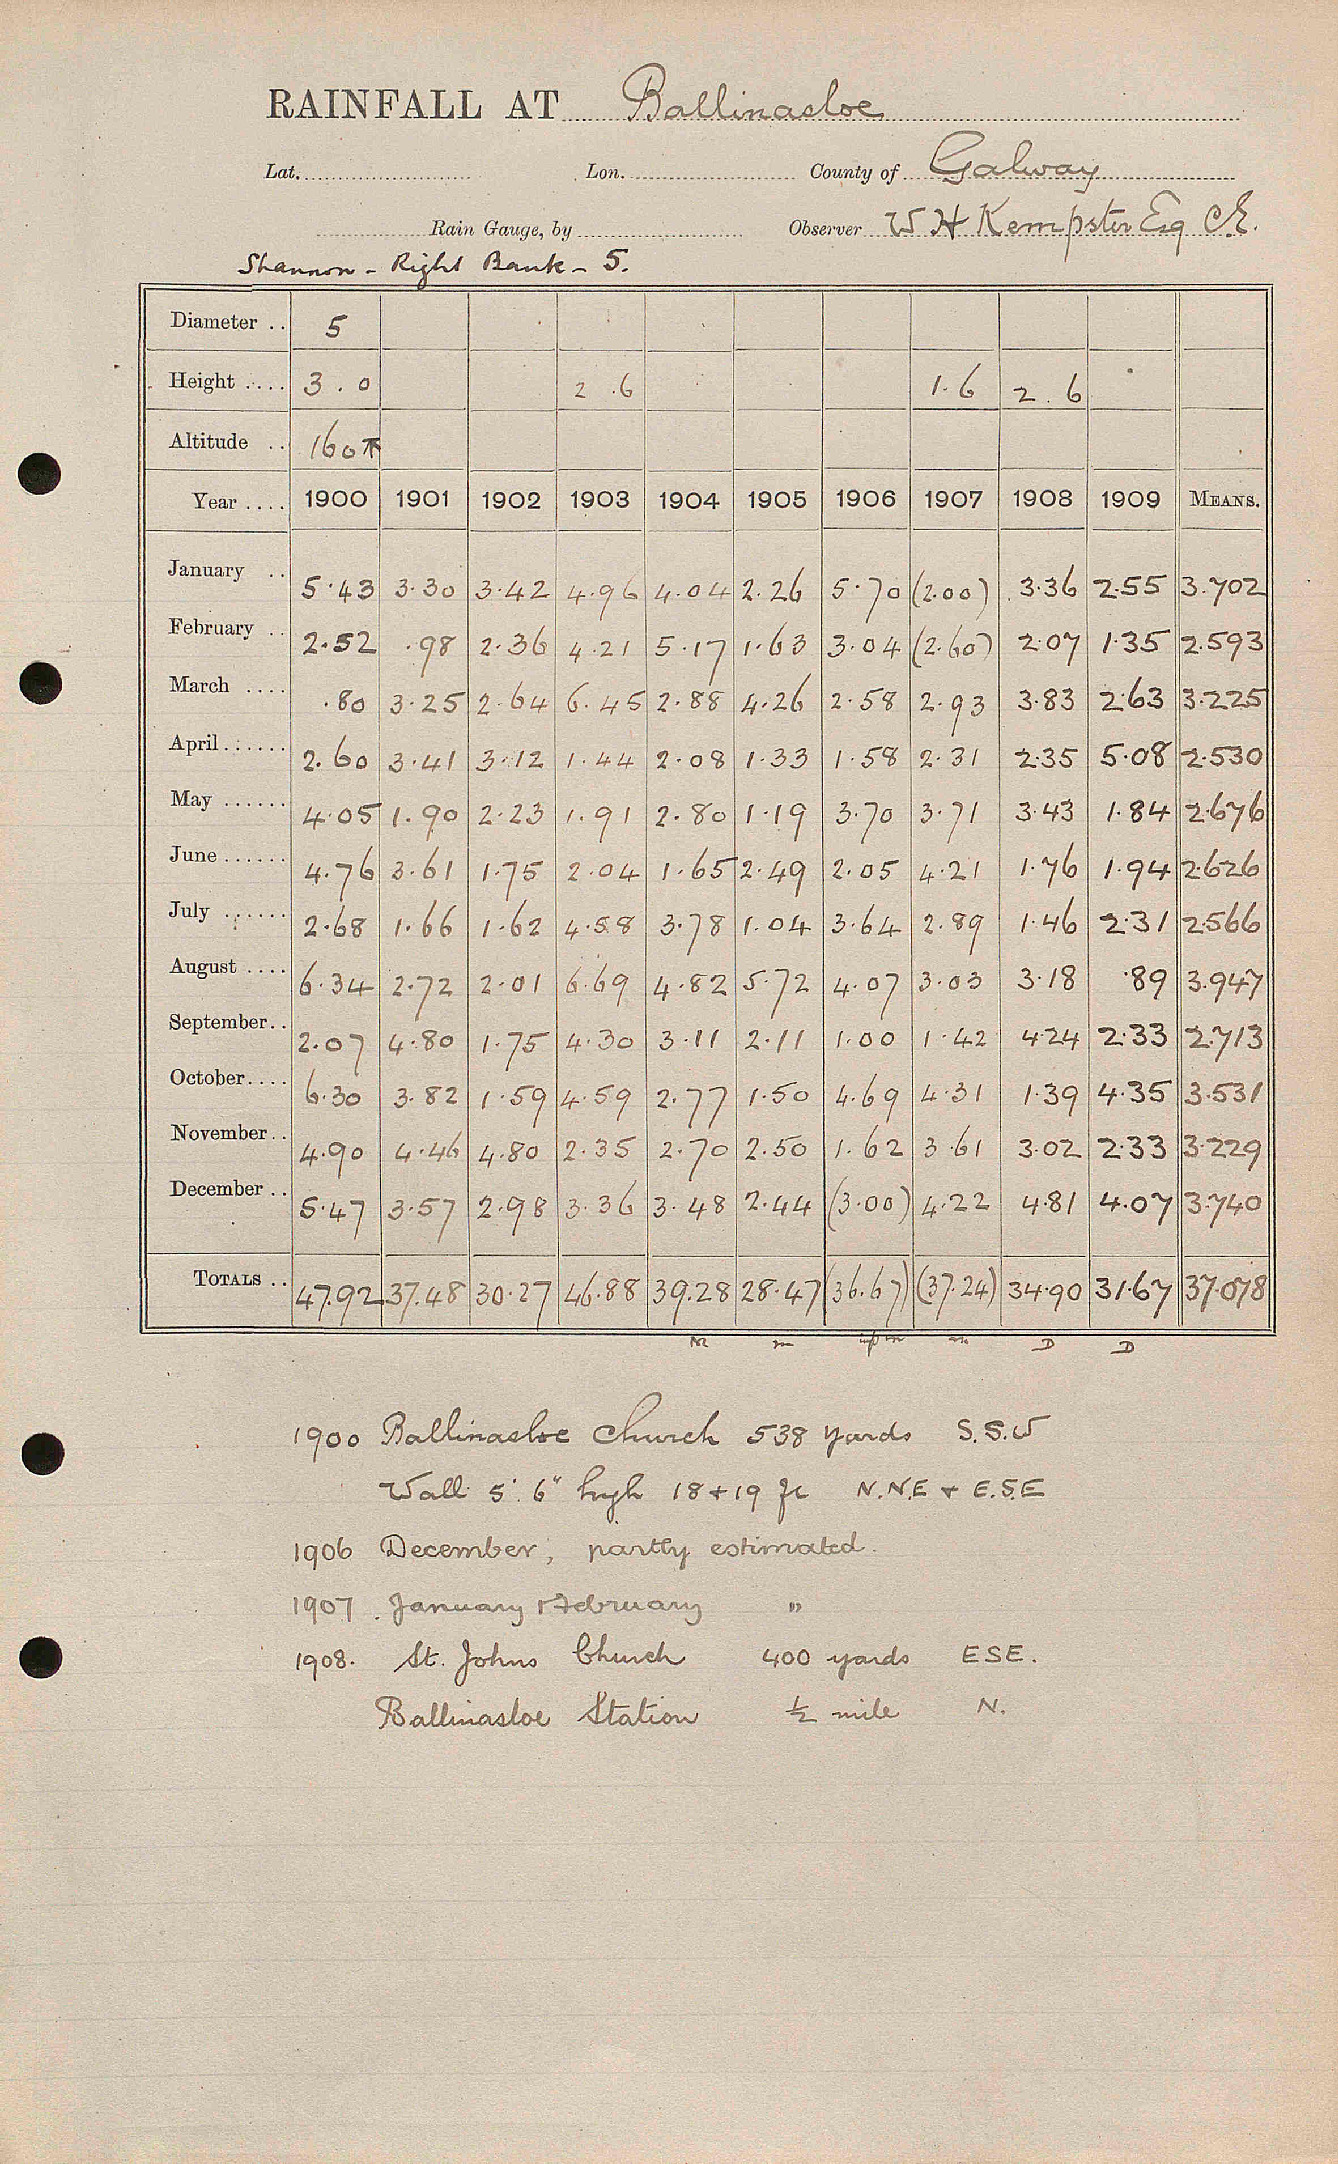 RAINFALL AT Ballinasloe
Lat. Lon. County of Galway
Rain Gauge, by Observer W H Kempster Esq C.E.
Shannon - Right Bank - 5.
Diameter .. 5
Height .... 3 . 0 2 . 6 1 . 6 2 . 6
Altitude .. 160
Year .... 1900 1901 1902 1903 1904 1905 1906 1907 1908 1909 MEANS.
January .. 5.43 3.30 3.42 4.96 4.04 2.26 5.70 (2.00) 3.36 2.55 3.702
February .. 2.52 .98 2.36 4.21 5.17 1.63 3.04 (2.60) 2.07 1.35 2.593
March .... .80 3.25 2.64 6.45 2.88 4.26 2.58 2.93 3.83 2.63 3.225
April ...... 2.60 3.41 3.12 1.44 2.08 1.33 1.58 2.31 2.35 5.08 2.530
May ...... 4.05 1.90 2.23 1.91 2.80 1.19 3.70 3.71 3.43 1.84 2.676
June ...... 4.76 3.61 1.75 2.04 1.65 2.49 2.05 4.21 1.76 1.94 2.626
July ...... 2.68 1.66 1.62 4.58 3.78 1.04 3.64 2.89 1.46 2.31 2.566
August .... 6.34 2.72 2.01 6.69 4.82 5.72 4.07 3.03 3.18 .89 3.947
September .. 2.07 4.80 1.75 4.30 3.11 2.11 1.00 1.42 4.24 2.33 2.713
October .... 6.30 3.82 1.59 4.59 2.77 1.50 4.69 4.31 1.39 4.35 3.531
November .. 4.90 4.46 4.80 2.35 2.70 2.50 1.62 3.61 3.02 2.33 3.229
December .. 5.47 3.57 2.98 3.36 3.48 2.44 (3.00) 4.22 4.81 4.07 3.740
TOTALS .. 47.92 37.48 30.27 46.88 39.28 28.47 (36.67) (37.24) 34.90 31.67 37.078
D D
1900 Ballinasloe Church 538 yards S.S.W
Wall 5'. 6" high 18 + 19 ft N.N.E + E.S.E
1906 December, partly estimated.
1907 January + February "
1908. St. Johns Church 400 yards ESE.
Ballinasloe Station ½ mile N.